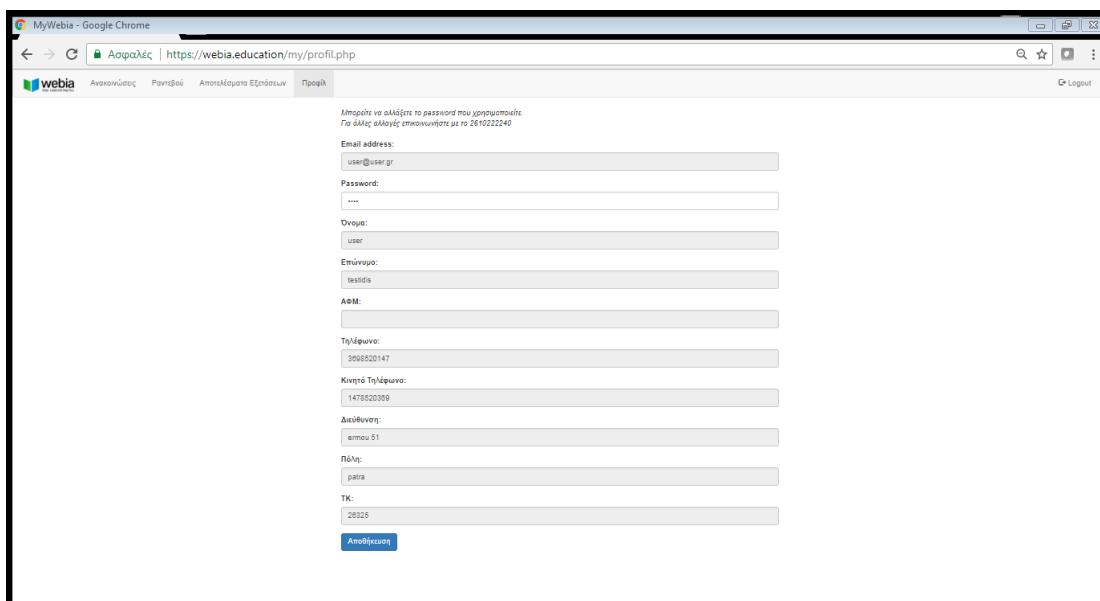 MyWebia - Google Chrome
Ασφαλές | https://webia.education/my/profil.php
webia Ανακοινώσεις Ραντεβού Αποτελέσματα Εξετάσεων Προφίλ Logout
Μπορείτε να αλλάξετε το password που χρησιμοποιείτε
Για άλλες αλλαγές επικοινωνήστε με το 2610222240
Email address:
user@user.gr
Password:
····
Όνομα:
user
Επώνυμο:
testidis
ΑΦΜ:
Τηλέφωνο:
3698520147
Κινητό Τηλέφωνο:
1478520369
Διεύθυνση:
ermou 51
Πόλη:
patra
ΤΚ:
26325
Αποθήκευση